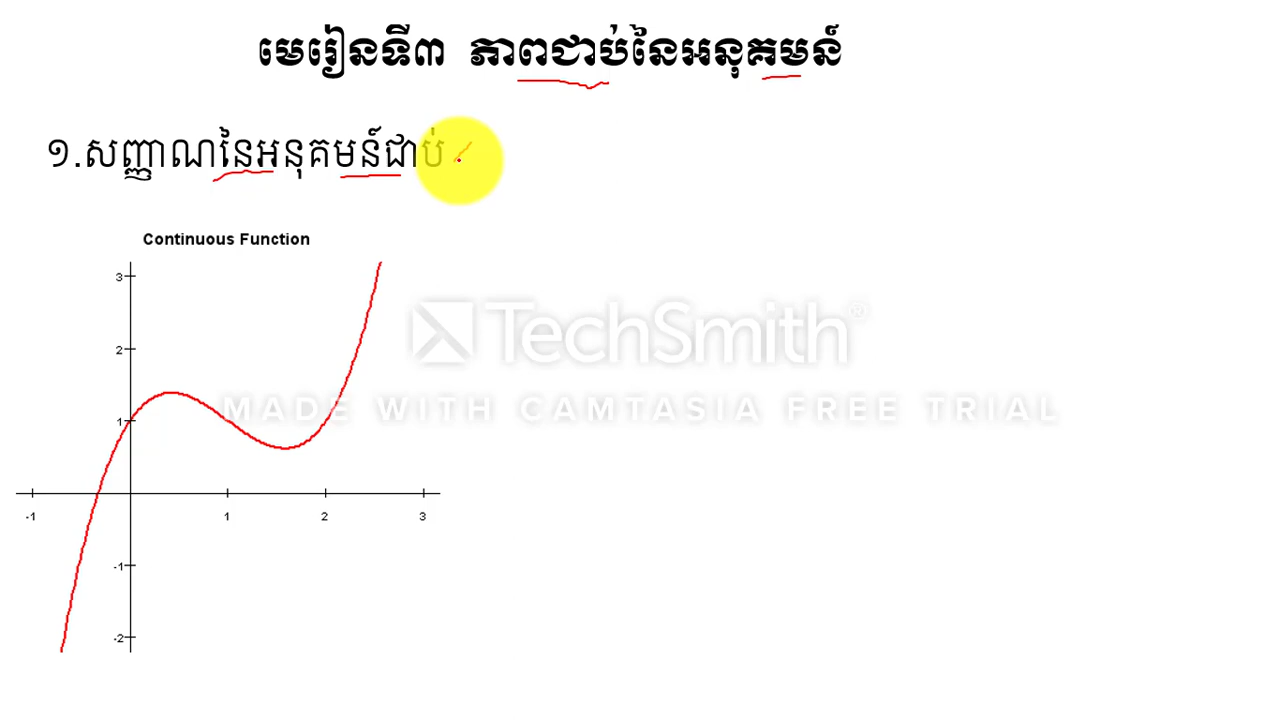 មេរៀនទី៣ ភាពជាប់នៃអនុគមន៍
១.សញ្ញាណនៃអនុគមន៍ជាប់
Continuous Function
3
2
1
-1 1 2 3
-1
-2
TechSmith®
MADE WITH CAMTASIA FREE TRIAL